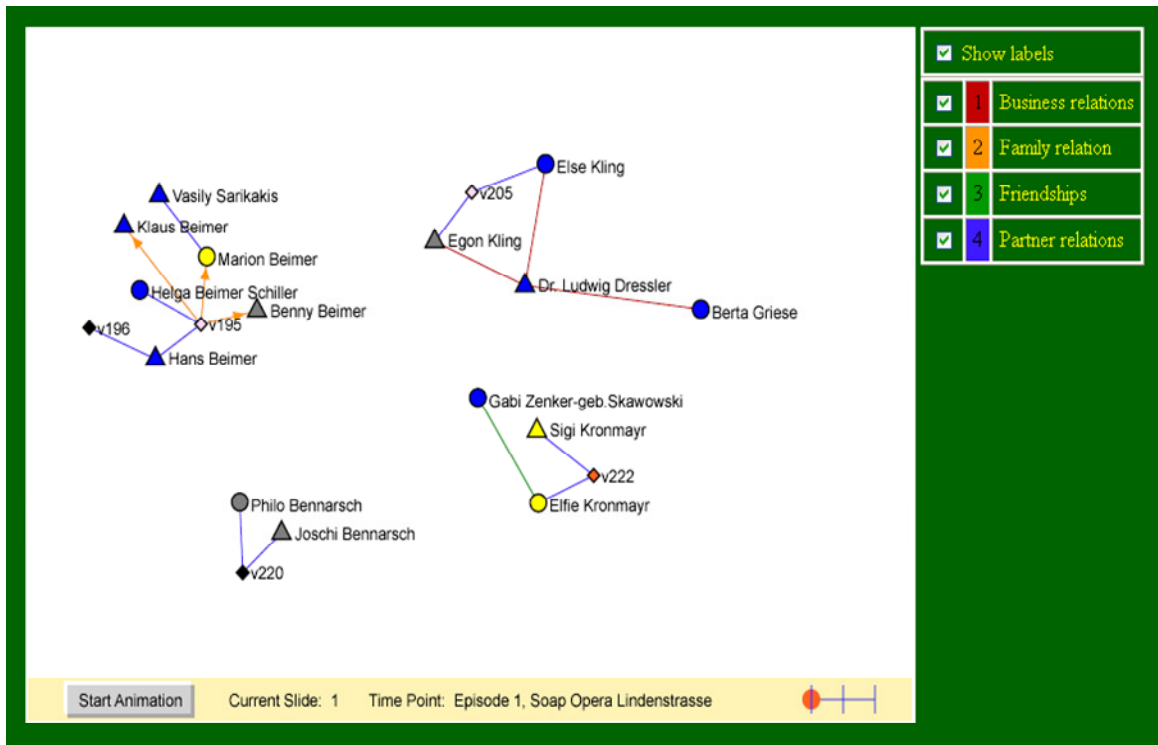 Show labels
1 Business relations
2 Family relation
3 Friendships
4 Partner relations
Else Kling
v205
Vasily Sarikakis
Klaus Beimer
Egon Kling
Marion Beimer
Dr. Ludwig Dressler
Helga Beimer Schiller
Benny Beimer
Berta Griese
v196
v195
Hans Beimer
Gabi Zenker-geb.Skawowski
Sigi Kronmayr
v222
Philo Bennarsch
Elfie Kronmayr
Joschi Bennarsch
v220
Start Animation Current Slide: 1 Time Point: Episode 1, Soap Opera Lindenstrasse